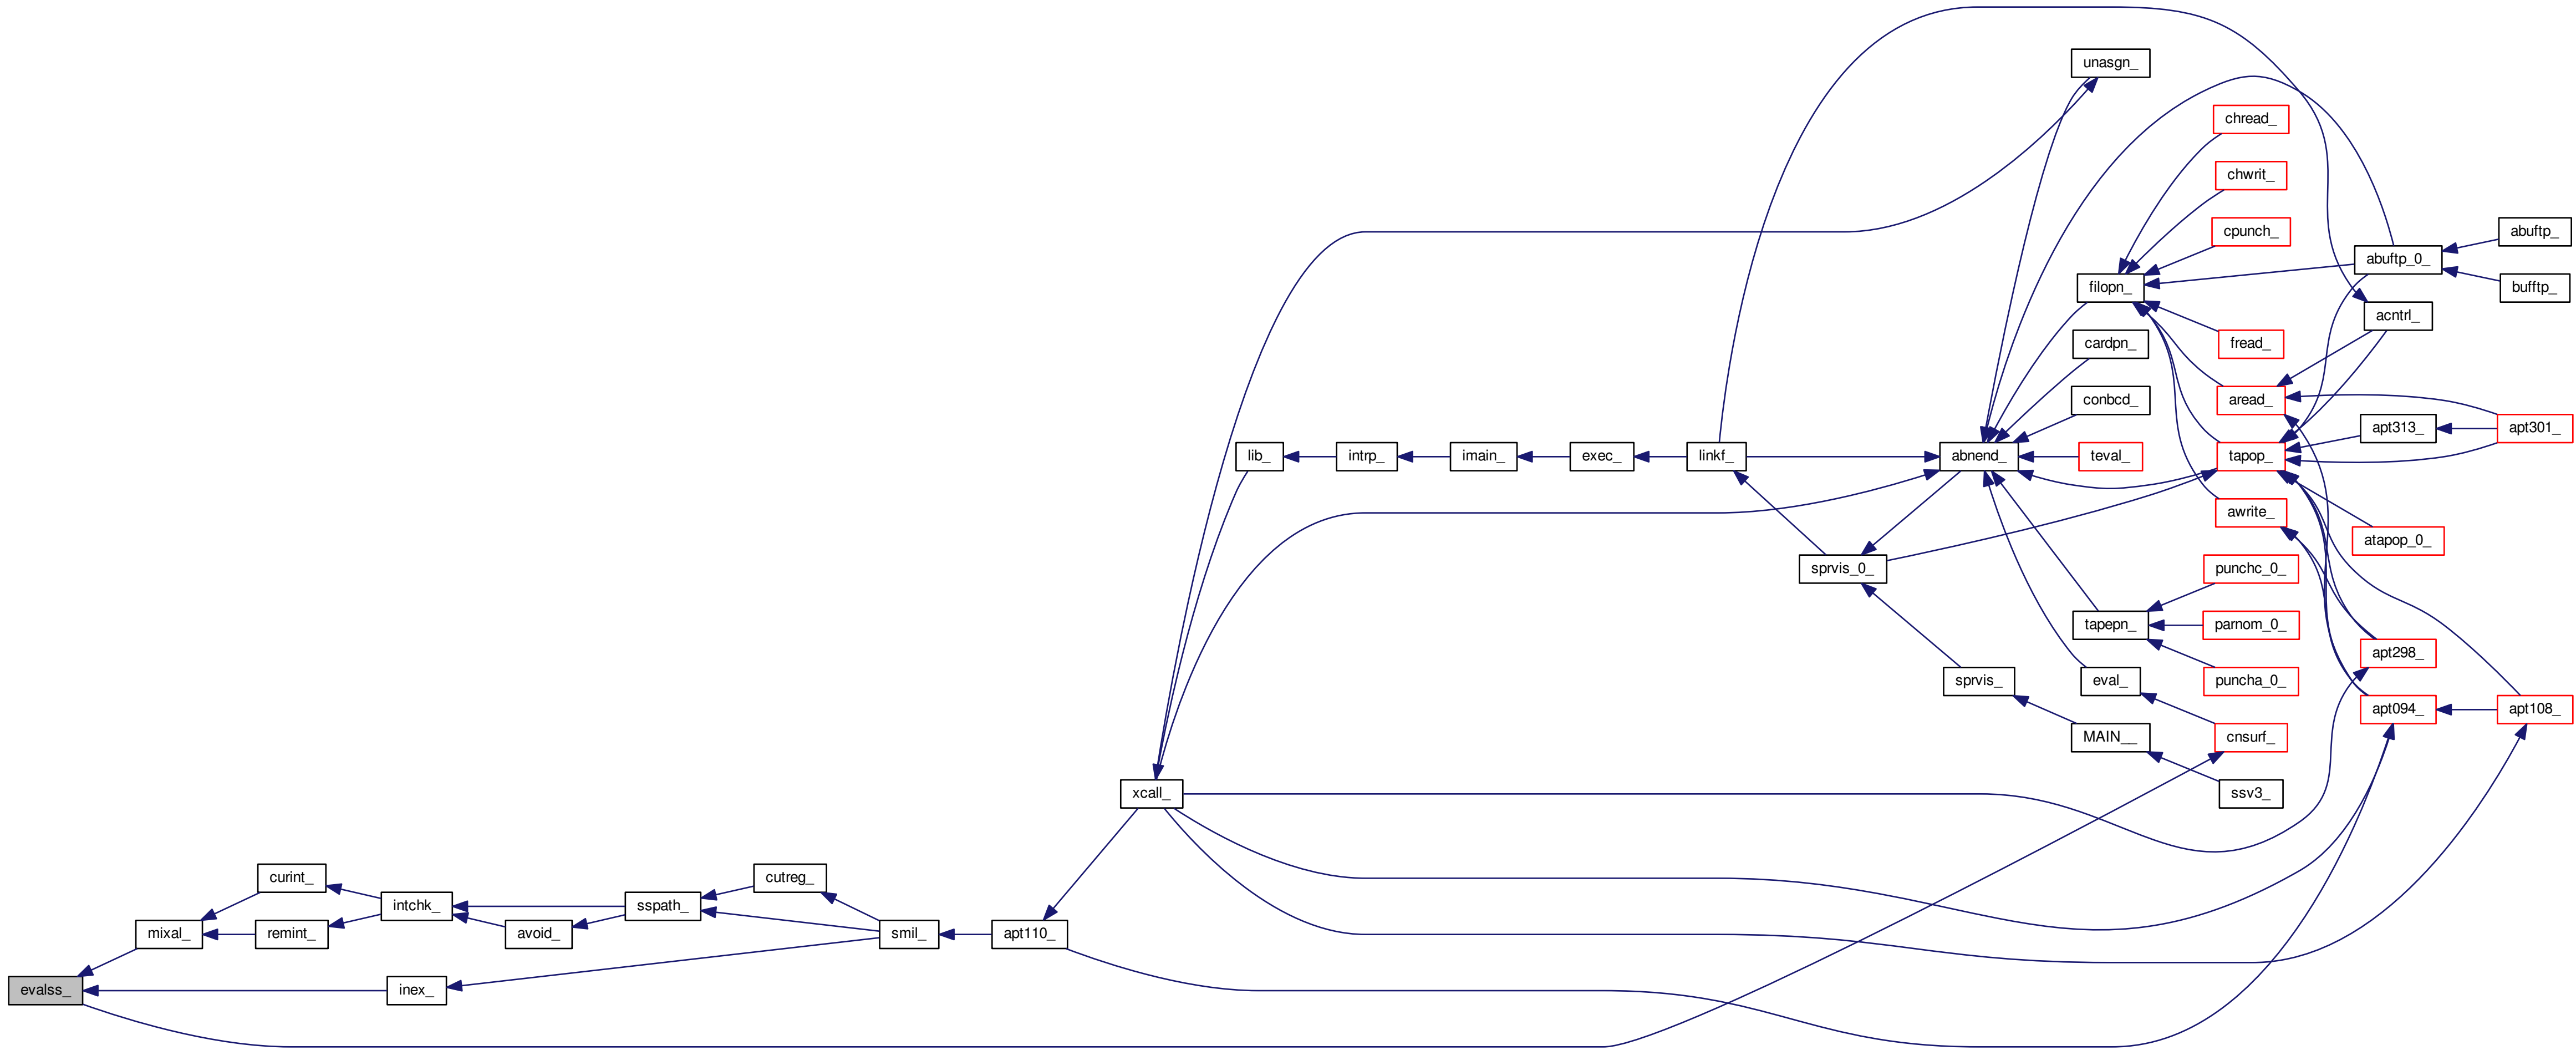 unasgn_
chread_
chwrit_
cpunch_
abuftp_
abuftp_0_
filopn_
bufftp_
acntrl_
cardpn_
fread_
conbcd_
aread_
apt313_
apt301_
lib_
intrp_
imain_
exec_
linkf_
abnend_
teval_
tapop_
awrite_
atapop_0_
sprvis_0_
punchc_0_
tapepn_
parnom_0_
apt298_
sprvis_
eval_
puncha_0_
apt094_
apt108_
MAIN__
cnsurf_
xcall_
ssv3_
curint_
cutreg_
intchk_
sspath_
mixal_
remint_
avoid_
smil_
apt110_
evalss_
inex_